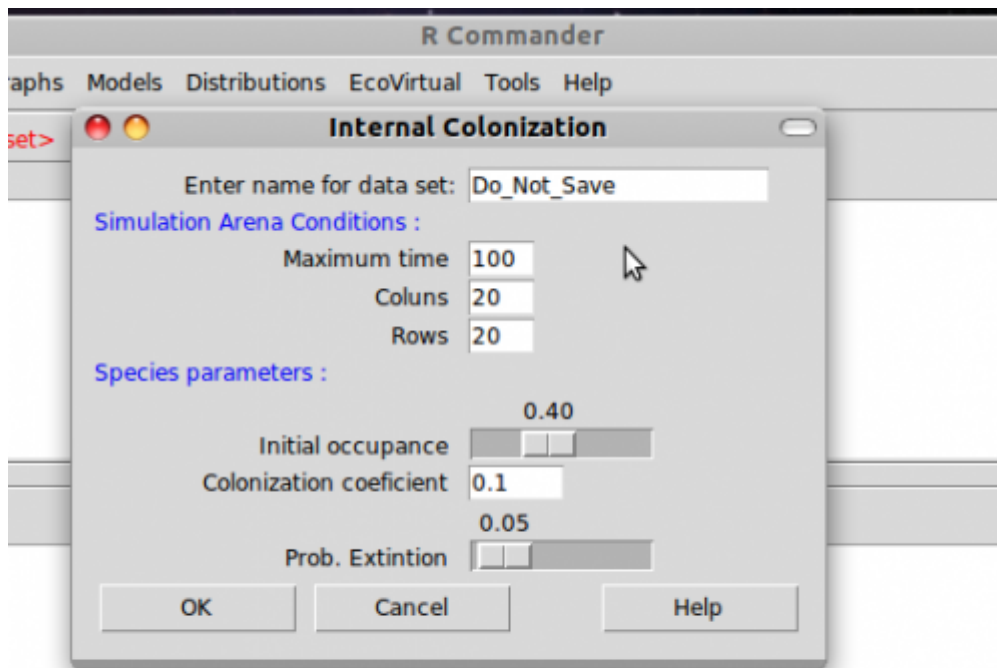 R Commander
raphs Models Distributions EcoVirtual Tools Help
set>
Internal Colonization
Enter name for data set: Do_Not_Save
Simulation Arena Conditions :
Maximum time 100
Coluns 20
Rows 20
Species parameters :
0.40
Initial occupance
Colonization coeficient 0.1
0.05
Prob. Extintion
OK Cancel Help